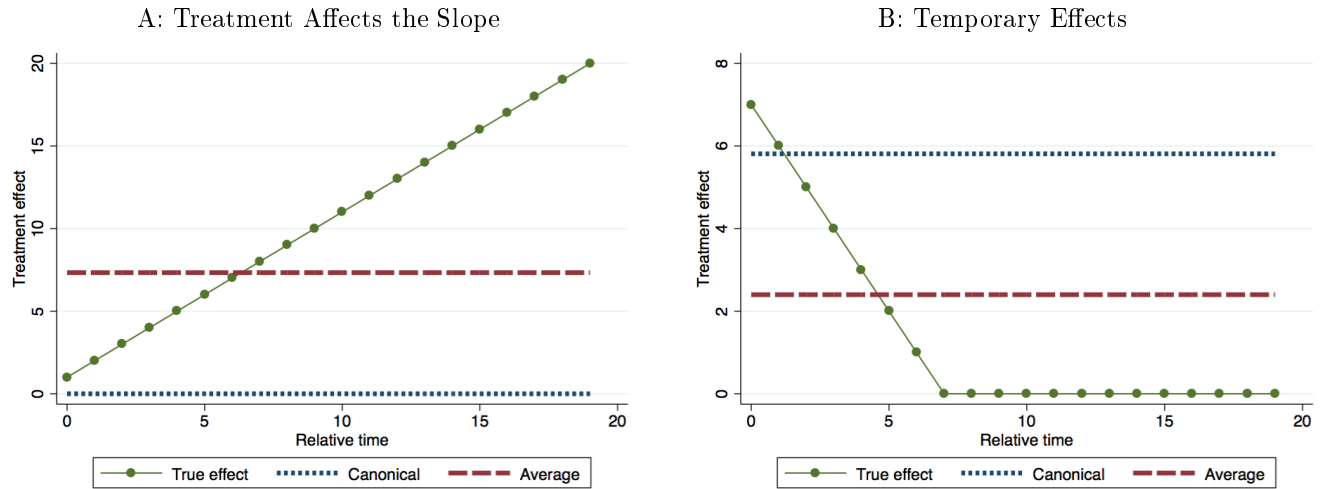 A: Treatment Affects the Slope
20
15
10
5
0
Treatment effect
0 5 10 15 20
Relative time
True effect Canonical Average
B: Temporary Effects
8
6
4
2
0
Treatment effect
0 5 10 15 20
Relative time
True effect Canonical Average